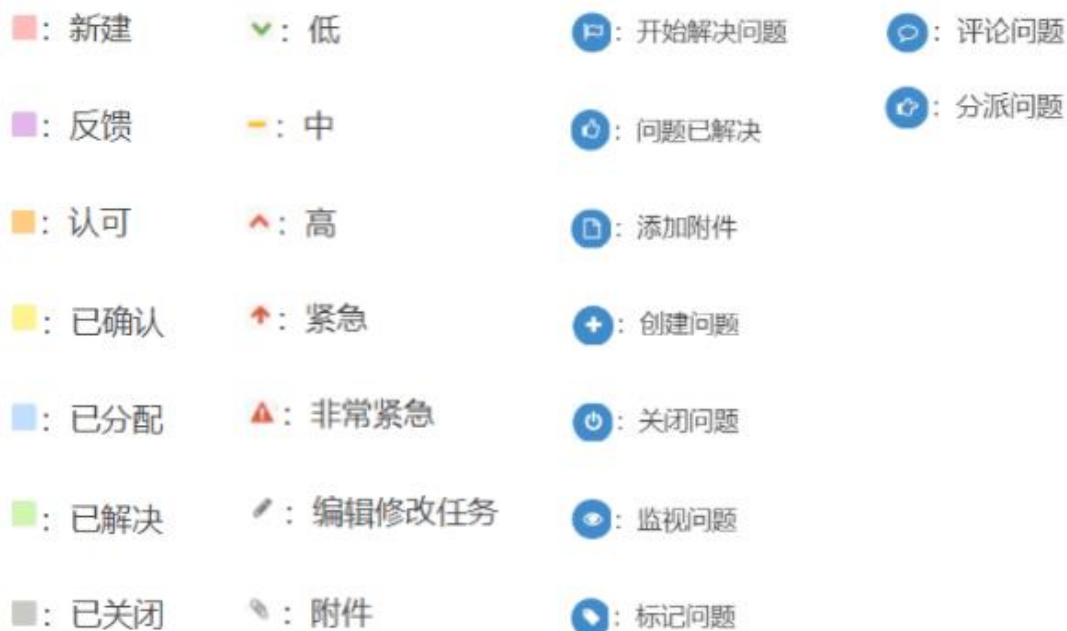 ：新建
：低
：开始解决问题
：评论问题
：反馈
：中
：问题已解决
：分派问题
：认可
：高
：添加附件
：已确认
：紧急
：创建问题
：已分配
：非常紧急
：关闭问题
：已解决
：编辑修改任务
：监视问题
：已关闭
：附件
：标记问题